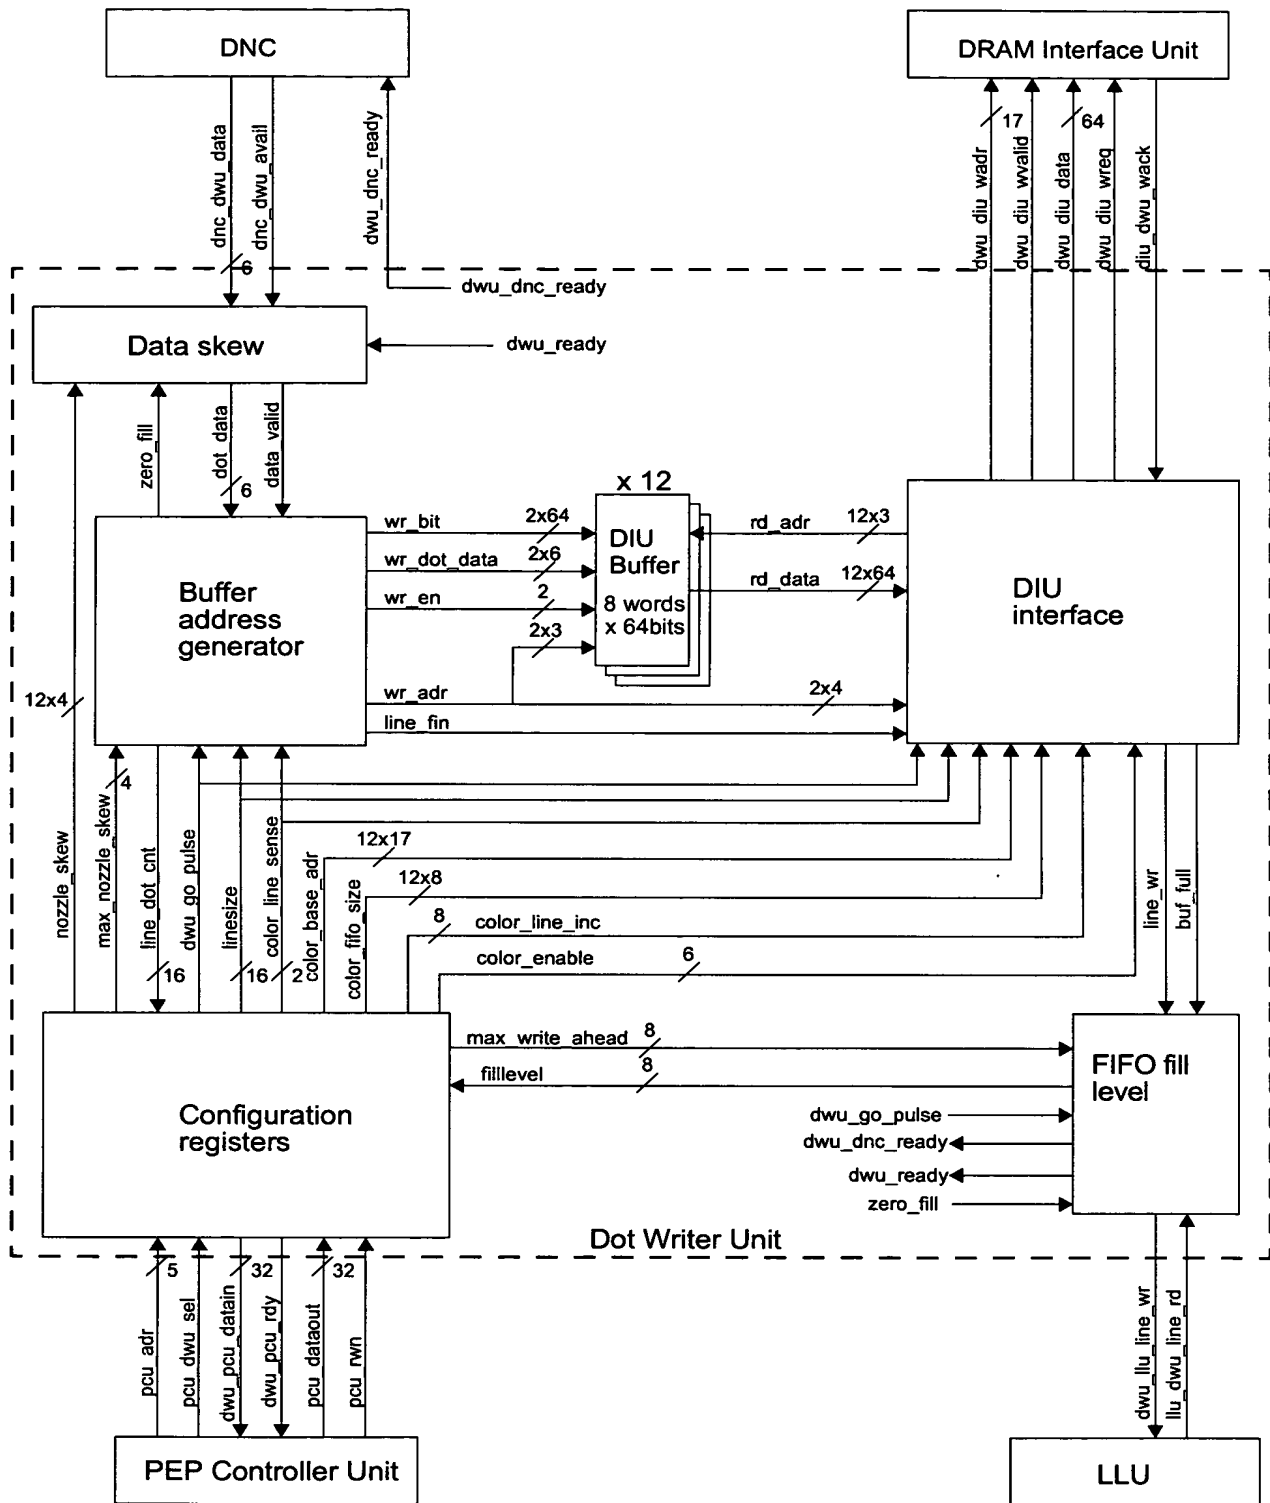 DNC
DRAM Interface Unit
dnc_dwu_data
dnc_dwu_avail
dwu_dnc_ready
6
dwu_diu_wadr
17
dwu_diu_wvalid
dwu_diu_data
64
dwu_diu_wreq
diu_dwu_wack
dwu_dnc_ready
Data skew
dwu_ready
zero_fill
dot_data
6
data_valid
x 12
wr_bit
2x64
DIU
Buffer
8 words
x 64bits
rd_adr
12x3
wr_dot_data
2x6
rd_data
12x64
wr_en
2
2x3
Buffer
address
generator
DIU
interface
wr_adr
2x4
line_fin
12x4
nozzle_skew
max_nozzle_skew
4
line_dot_cnt
16
dwu_go_pulse
linesize
16
color_line_sense
2
color_base_adr
12x17
color_fifo_size
12x8
8
color_line_inc
color_enable
6
line_wr
buf_full
max_write_ahead
8
filllevel
8
Configuration
registers
FIFO fill
level
dwu_go_pulse
dwu_dnc_ready
dwu_ready
zero_fill
Dot Writer Unit
pcu_adr
5
pcu_dwu_sel
dwu_pcu_datain
32
dwu_pcu_rdy
pcu_dataout
32
pcu_rwn
dwu_llu_line_wr
llu_dwu_line_rd
PEP Controller Unit
LLU